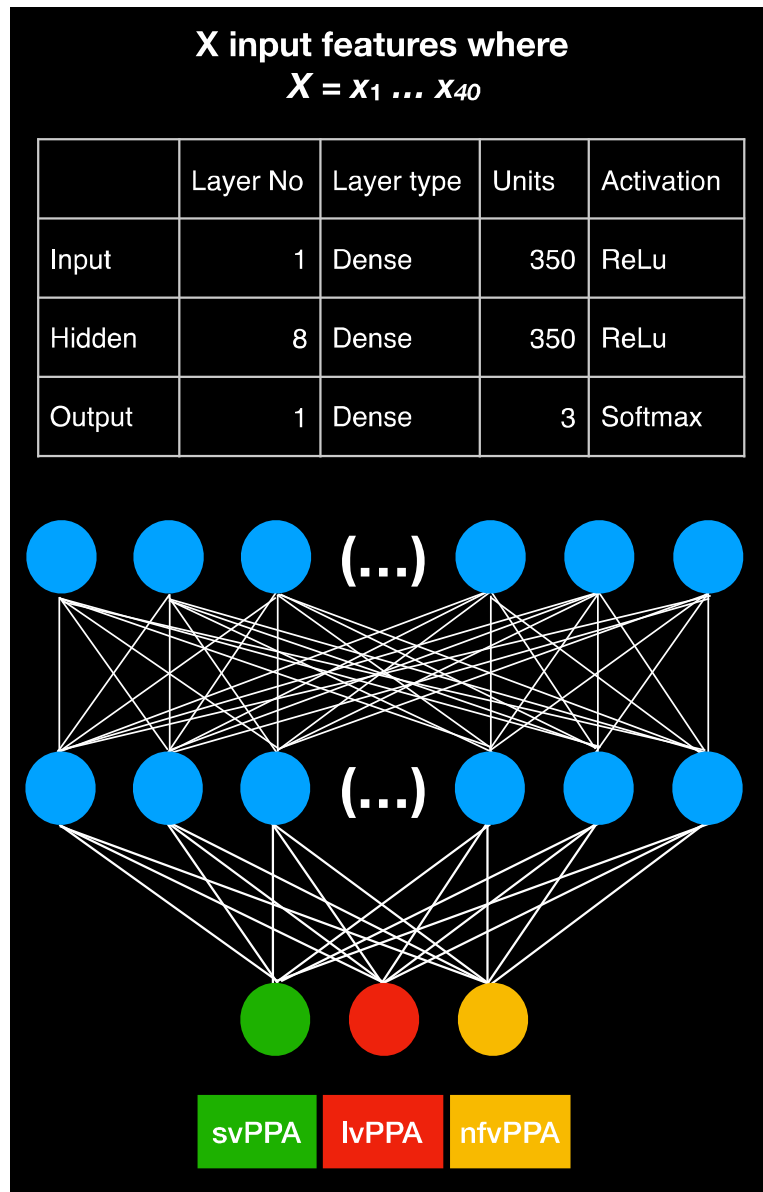 X input features where
X = x₁ ... x₄₀
Layer No Layer type Units Activation
Input 1 Dense 350 ReLu
Hidden 8 Dense 350 ReLu
Output 1 Dense 3 Softmax
(...)
(...)
svPPA lvPPA nfvPPA